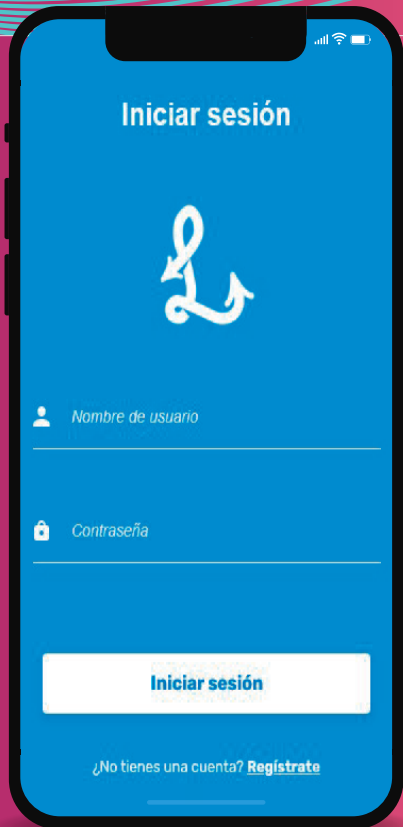 Iniciar sesión
Nombre de usuario
Contraseña
Iniciar sesión
¿No tienes una cuenta? Regístrate